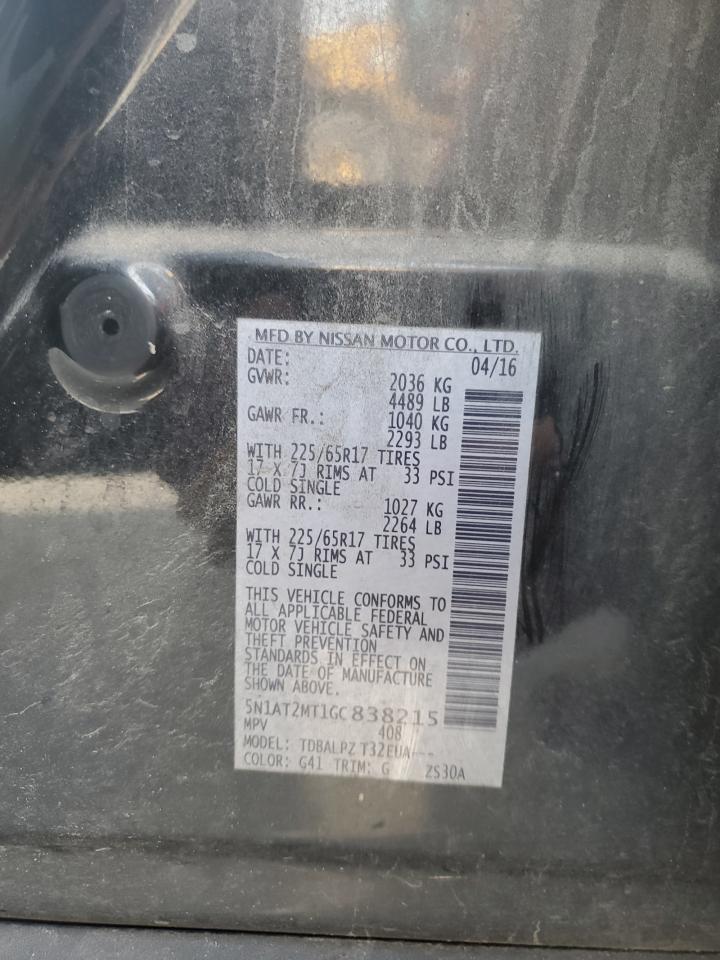 MFD BY NISSAN MOTOR CO., LTD.
DATE: 04/16
GVWR: 2036 KG
4489 LB
GAWR FR.: 1040 KG
2293 LB
WITH 225/65R17 TIRES
17 X 7J RIMS AT 33 PSI
COLD SINGLE
GAWR RR.: 1027 KG
2264 LB
WITH 225/65R17 TIRES
17 X 7J RIMS AT 33 PSI
COLD SINGLE
THIS VEHICLE CONFORMS TO
ALL APPLICABLE FEDERAL
MOTOR VEHICLE SAFETY AND
THEFT PREVENTION
STANDARDS IN EFFECT ON
THE DATE OF MANUFACTURE
SHOWN ABOVE.
5N1AT2MT1GC838215
MPV 408
MODEL: TDBALPZ T32EUA---
COLOR: G41 TRIM: G ZS30A